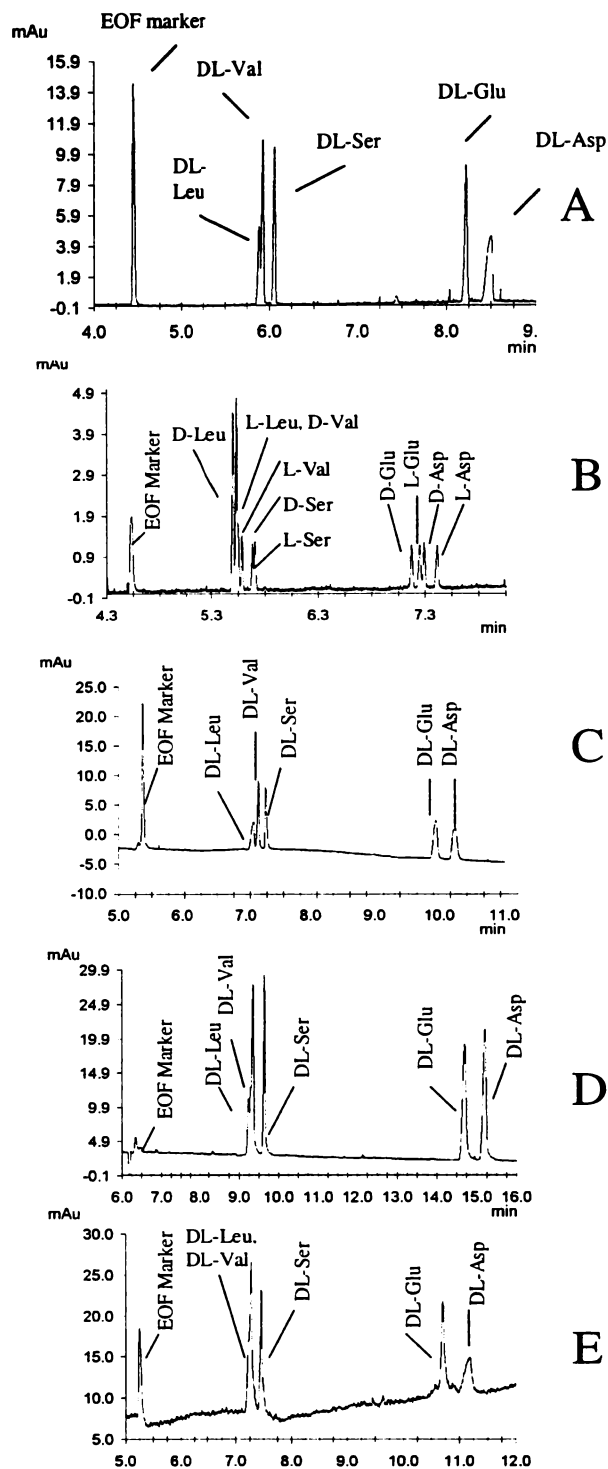 EOF marker
mAu
15.9
13.9
11.9
9.9
7.9
5.9
3.9
1.9
-0.1
DL-Val
DL-
Leu
DL-Ser
DL-Glu
DL-Asp
A
4.0 5.0 6.0 7.0 8.0 9.
min
mAu
4.9
3.9
2.9
1.9
0.9
-0.1
EOF Marker
D-Leu
L-Leu, D-Val
L-Val
D-Ser
L-Ser
D-Glu
L-Glu
D-Asp
L-Asp
B
4.3 5.3 6.3 7.3
min
mAu
25.0
20.0
15.0
10.0
5.0
0.0
-5.0
-10.0
EOF Marker
DL-Leu
DL-Val
DL-Ser
DL-Glu
DL-Asp
C
5.0 6.0 7.0 8.0 9.0 10.0 11.0
min
mAu
29.9
24.9
19.9
14.9
9.9
4.9
-0.1
EOF Marker
DL-Leu
DL-Val
DL-Ser
DL-Glu
DL-Asp
D
6.0 7.0 8.0 9.0 10.0 11.0 12.0 13.0 14.0 15.0 16.0
min
mAu
30.0
25.0
20.0
15.0
10.0
5.0
EOF Marker
DL-Leu,
DL-Val
DL-Ser
DL-Glu
DL-Asp
E
5.0 6.0 7.0 8.0 9.0 10.0 11.0 12.0
min